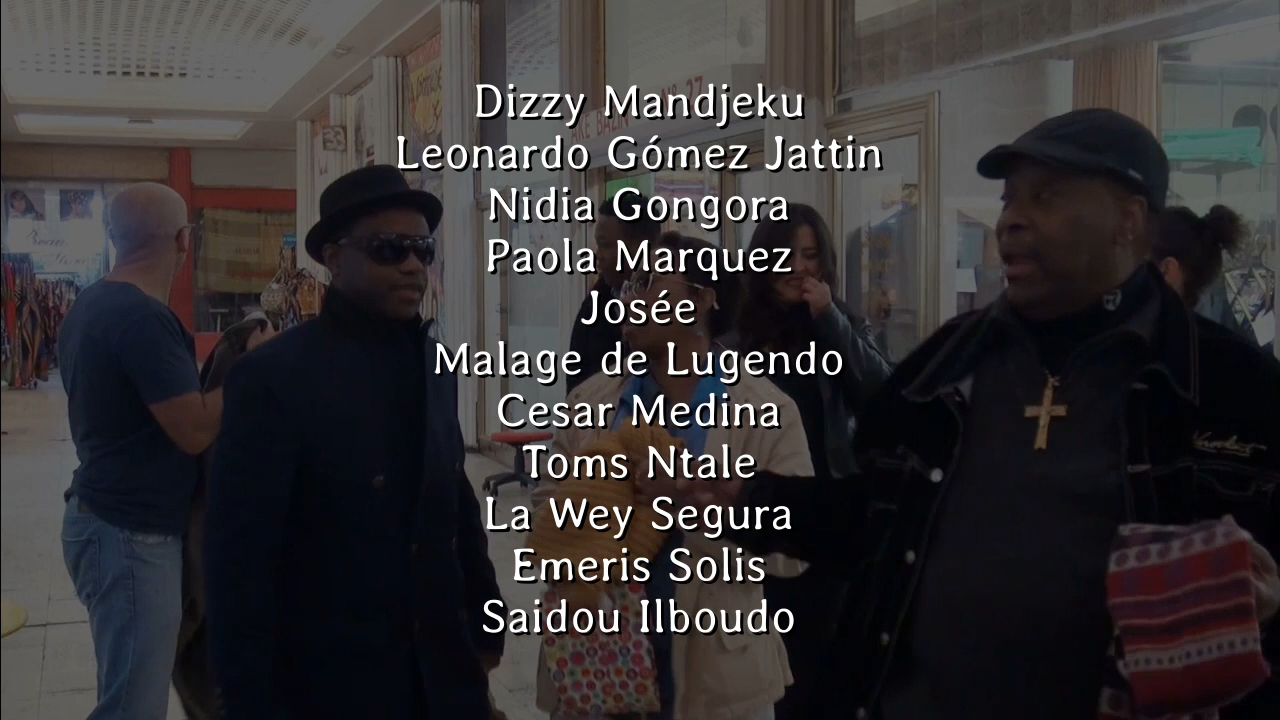 Dizzy Mandjeku
Leonardo Gómez Jattin
Nidia Gongora
Paola Marquez
Josée
Malage de Lugendo
Cesar Medina
Toms Ntale
La Wey Segura
Emeris Solis
Saidou Ilboudo